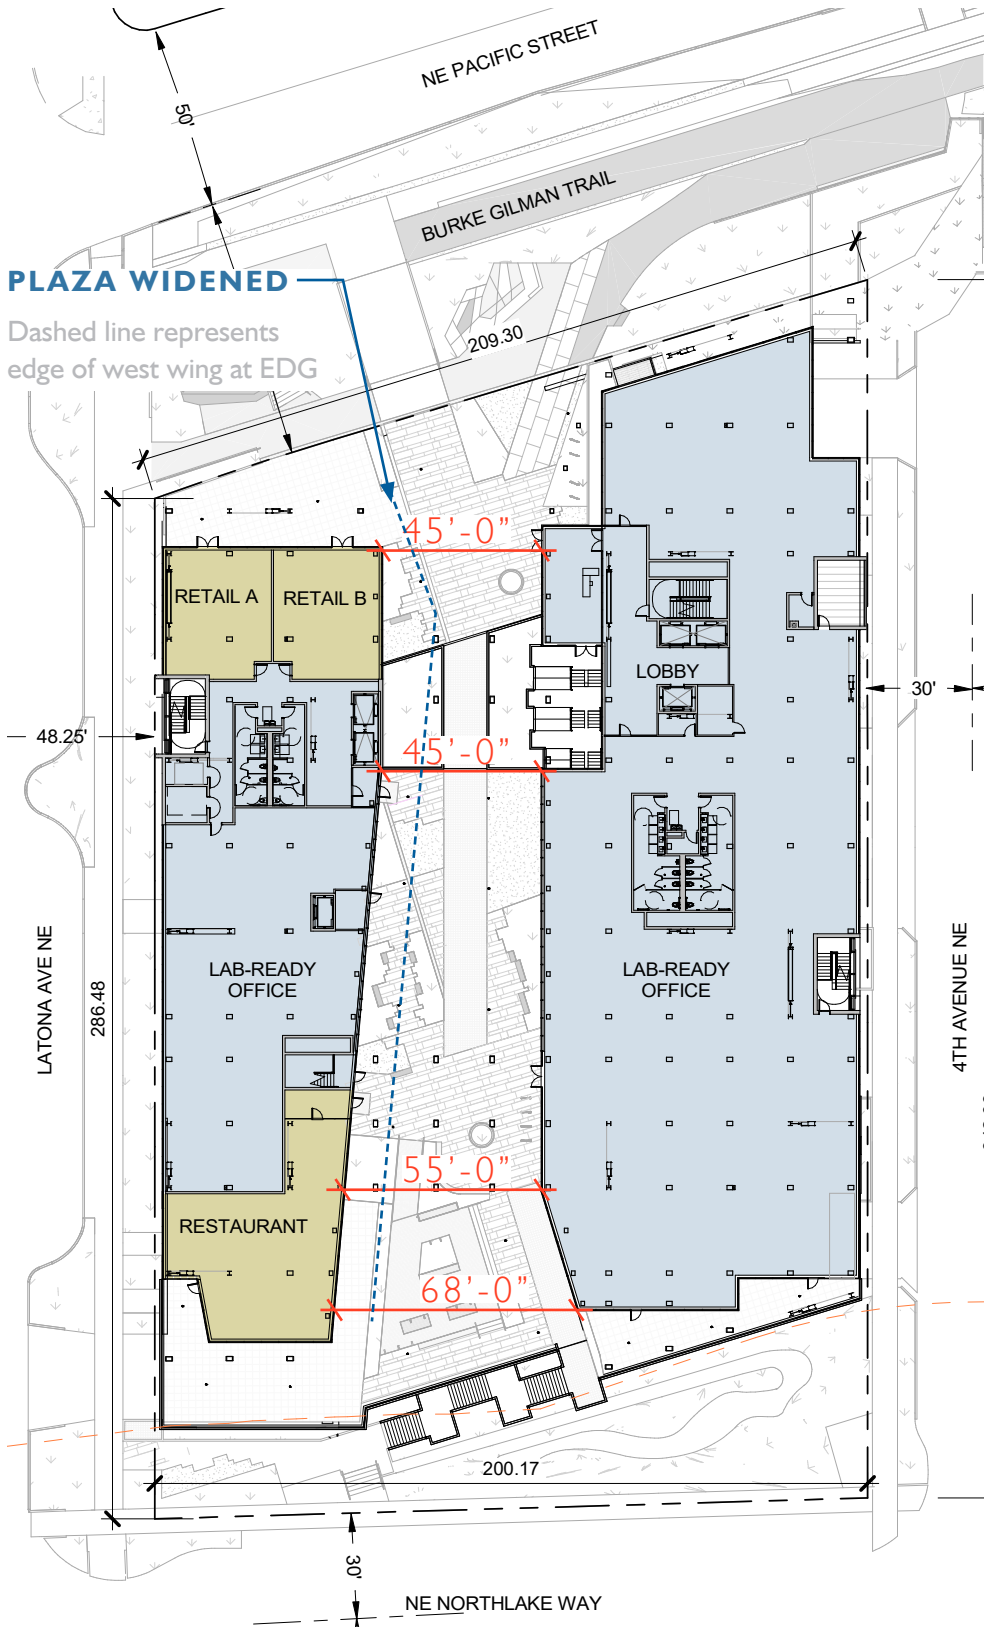 NE PACIFIC STREET
50'
BURKE GILMAN TRAIL
PLAZA WIDENED
Dashed line represents
edge of west wing at EDG
209.30
45'-0"
RETAIL A
RETAIL B
LOBBY
30'
48.25'
45'-0"
LATONA AVE NE
286.48
LAB-READY
OFFICE
LAB-READY
OFFICE
4TH AVENUE NE
55'-0"
RESTAURANT
68'-0"
200.17
30'
NE NORTHLAKE WAY